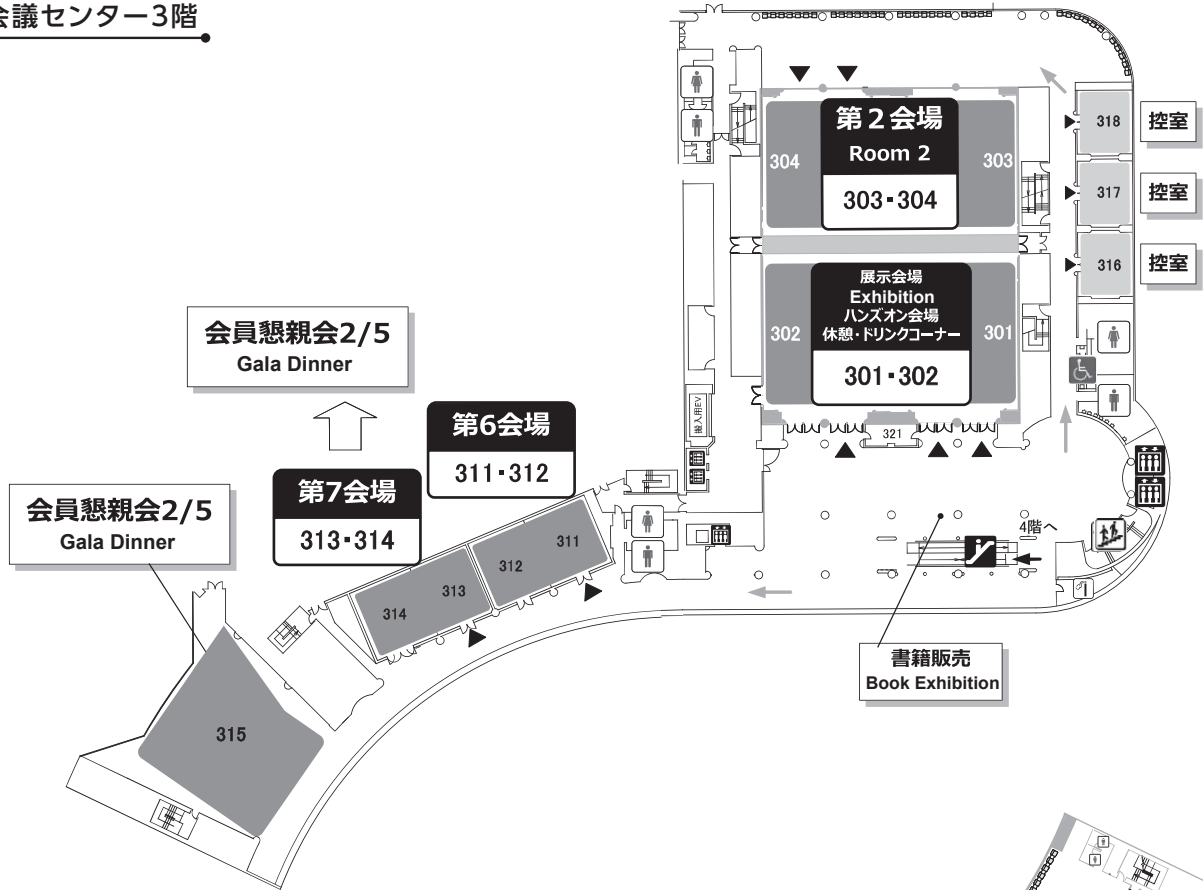 会議センター3階
第2会場
Room 2
303・304
304
303
318
控室
317
控室
316
控室
展示会場
Exhibition
ハンズオン会場
休憩・ドリンクコーナー
301・302
302
301
321
搬入用EV
会員懇親会2/5
Gala Dinner
第6会場
311・312
第7会場
313・314
会員懇親会2/5
Gala Dinner
311
312
313
314
315
4階へ
書籍販売
Book Exhibition